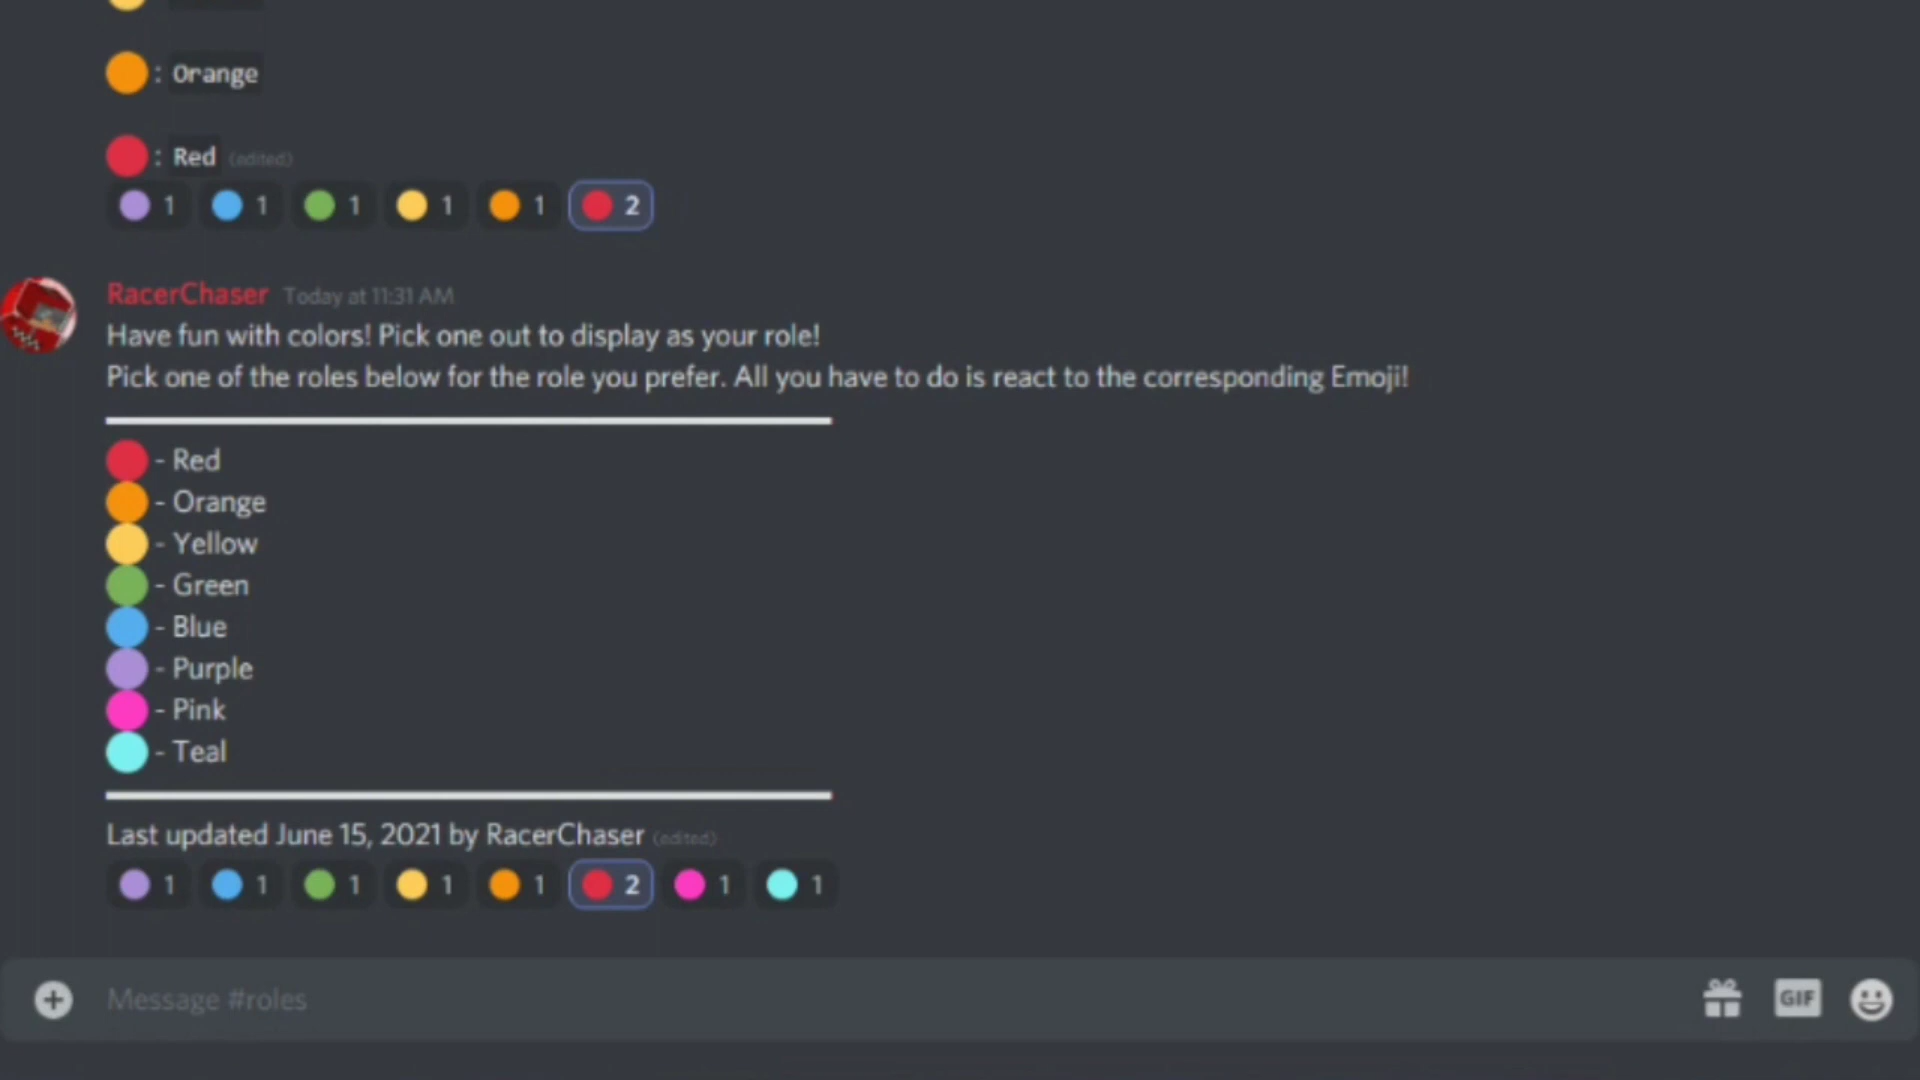 : Orange
: Red (edited)
1 1 1 1 1 2
RacerChaser Today at 11:31 AM
Have fun with colors! Pick one out to display as your role!
Pick one of the roles below for the role you prefer. All you have to do is react to the corresponding Emoji!
- Red
- Orange
- Yellow
- Green
- Blue
- Purple
- Pink
- Teal
Last updated June 15, 2021 by RacerChaser (edited)
1 1 1 1 1 2 1 1
Message #roles
GIF